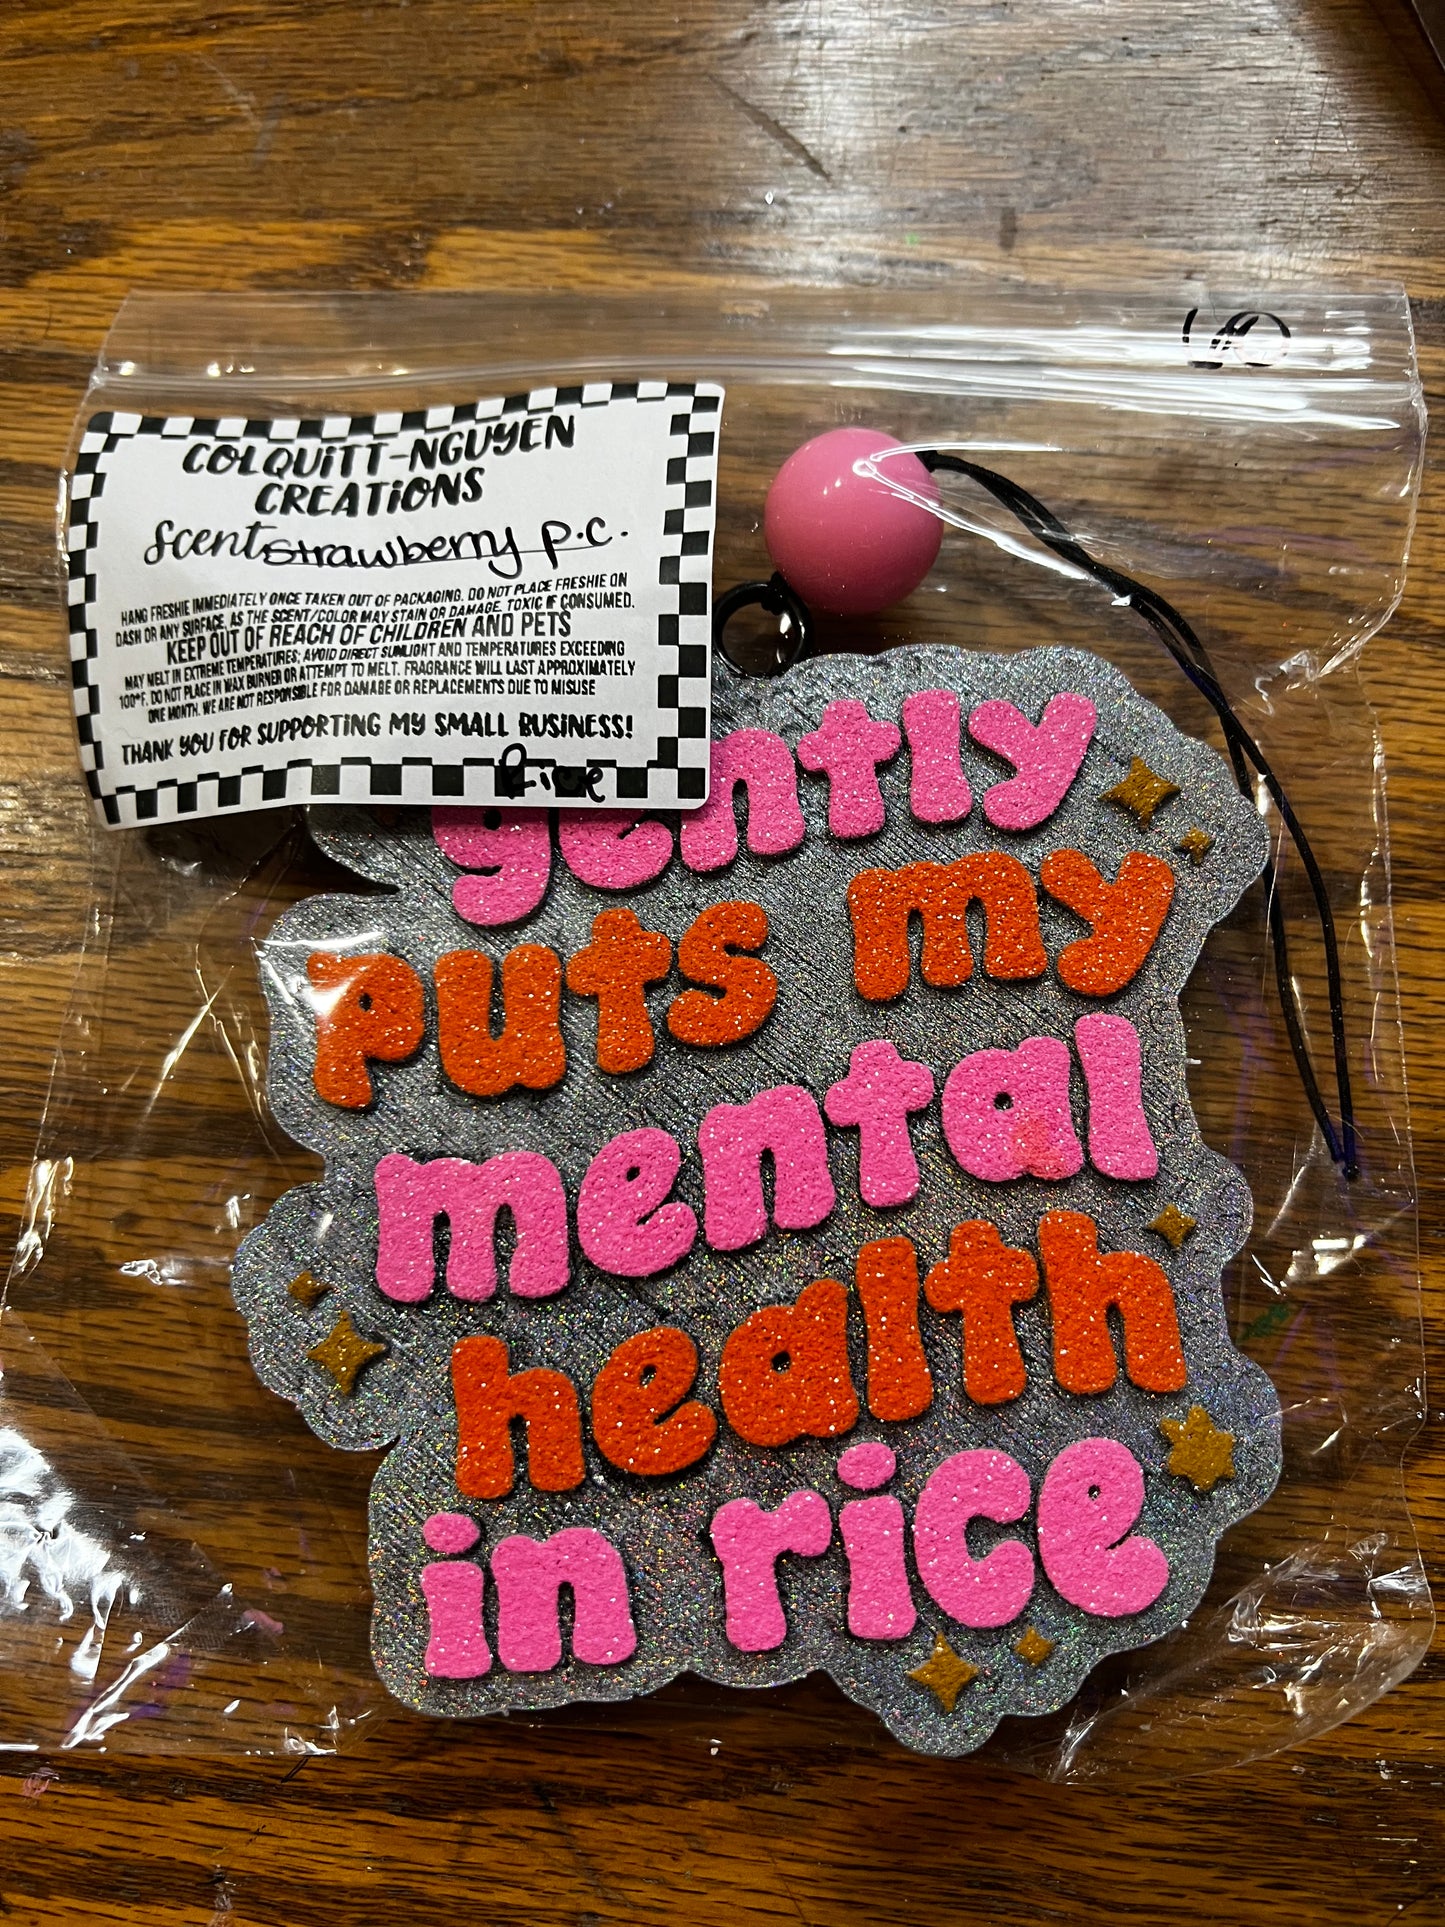 COLQUITT-NGUYEN
CREATIONS
Scent: strawberry p.c.
HANG FRESHIE IMMEDIATELY ONCE TAKEN OUT OF PACKAGING. DO NOT PLACE FRESHIE ON
DASH OR ANY SURFACE, AS THE SCENT/COLOR MAY STAIN OR DAMAGE. TOXIC IF CONSUMED.
KEEP OUT OF REACH OF CHILDREN AND PETS
MAY MELT IN EXTREME TEMPERATURES; AVOID DIRECT SUNLIGHT AND TEMPERATURES EXCEEDING
100°F. DO NOT PLACE IN WAX BURNER OR ATTEMPT TO MELT. FRAGRANCE WILL LAST APPROXIMATELY
ONE MONTH. WE ARE NOT RESPONSIBLE FOR DAMAGE OR REPLACEMENTS DUE TO MISUSE
THANK YOU FOR SUPPORTING MY SMALL BUSINESS!
Rice
gently
puts my
mental
health
in rice